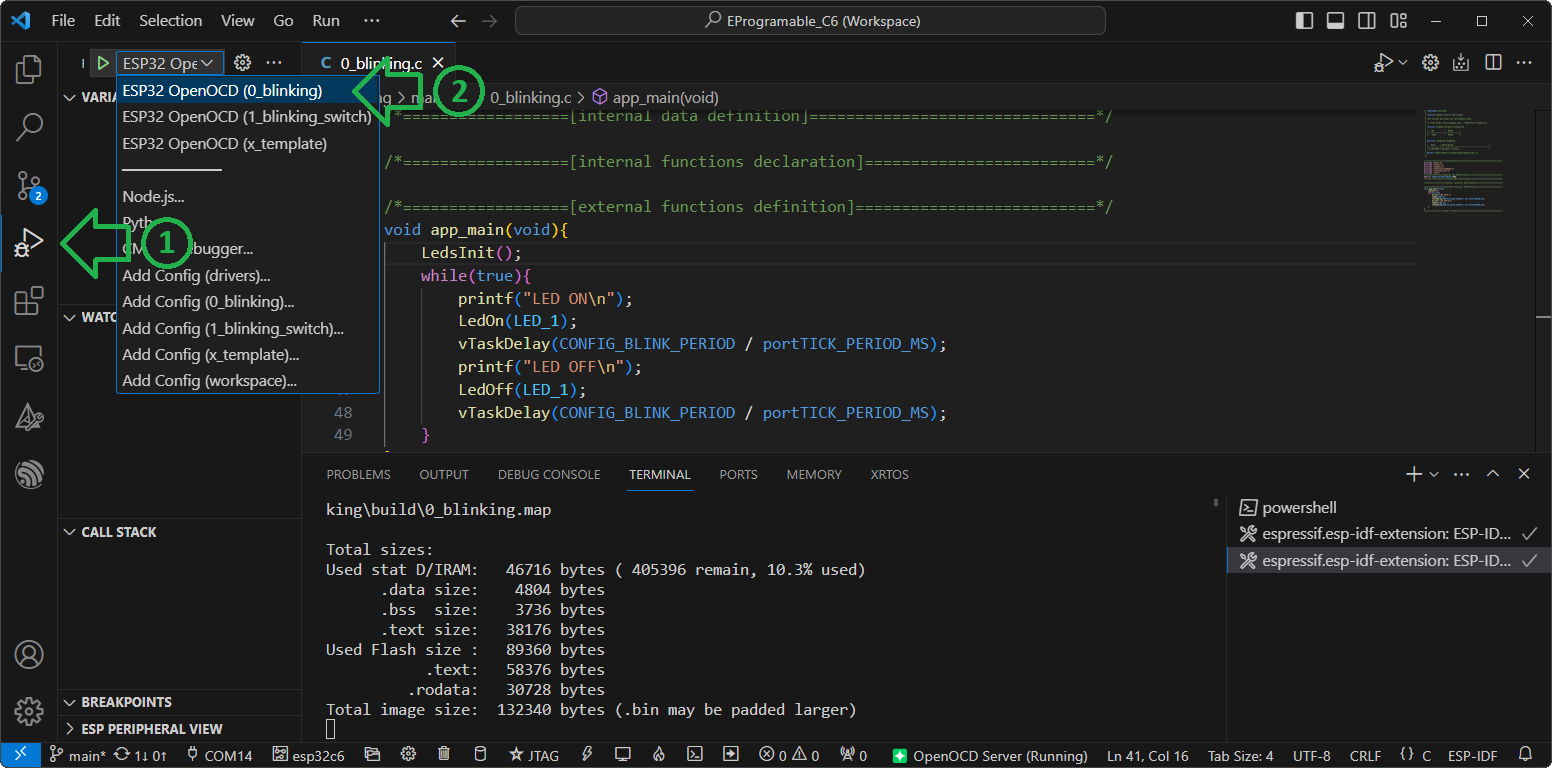 File Edit Selection View Go Run ··· EProgramable_C6 (Workspace)
ESP32 Ope ··· C 0_blinking.c
ESP32 OpenOCD (0_blinking)
ESP32 OpenOCD (1_blinking_switch)
ESP32 OpenOCD (x_template)
Node.js...
Add Config (drivers)...
Add Config (0_blinking)...
Add Config (1_blinking_switch)...
Add Config (x_template)...
Add Config (workspace)...
1
2
VARIA
WATC
CALL STACK
BREAKPOINTS
ESP PERIPHERAL VIEW
2
0_blinking.c > app_main(void)
*==================[internal data definition]===============================*/
/*==================[internal functions declaration]=========================*/
/*==================[external functions definition]==========================*/
void app_main(void){
LedsInit();
while(true){
printf("LED ON\n");
LedOn(LED_1);
vTaskDelay(CONFIG_BLINK_PERIOD / portTICK_PERIOD_MS);
printf("LED OFF\n");
LedOff(LED_1);
48 vTaskDelay(CONFIG_BLINK_PERIOD / portTICK_PERIOD_MS);
49 }
PROBLEMS OUTPUT DEBUG CONSOLE TERMINAL PORTS MEMORY XRTOS
king\build\0_blinking.map
Total sizes:
Used stat D/IRAM: 46716 bytes ( 405396 remain, 10.3% used)
.data size: 4804 bytes
.bss size: 3736 bytes
.text size: 38176 bytes
Used Flash size : 89360 bytes
.text: 58376 bytes
.rodata: 30728 bytes
Total image size: 132340 bytes (.bin may be padded larger)
powershell
espressif.esp-idf-extension: ESP-ID...
espressif.esp-idf-extension: ESP-ID...
main* 1↓ 0↑ COM14 esp32c6 JTAG 0 0 0 OpenOCD Server (Running) Ln 41, Col 16 Tab Size: 4 UTF-8 CRLF {} C ESP-IDF